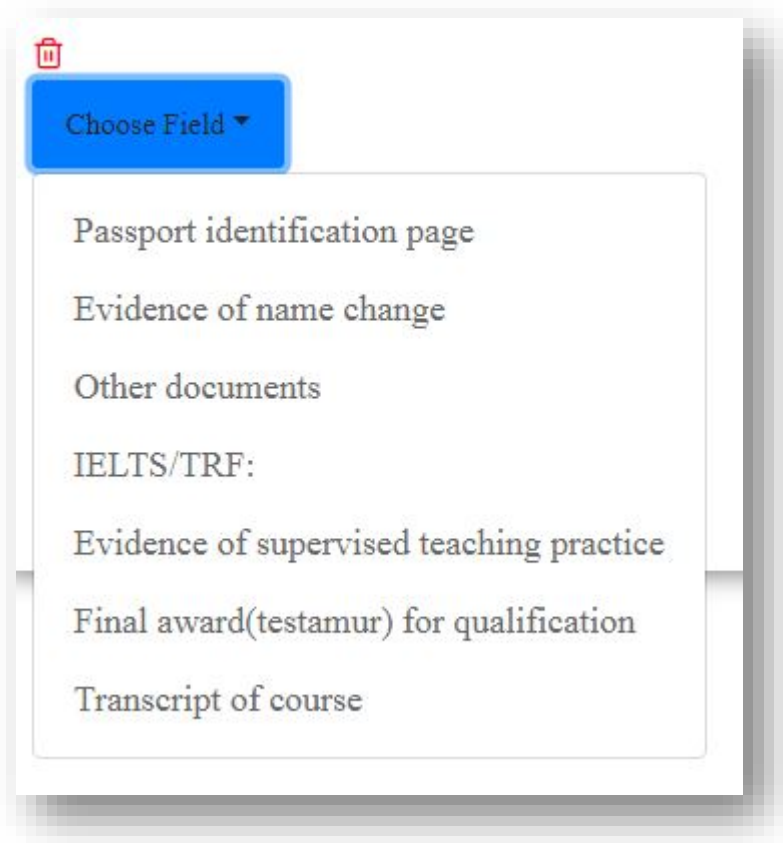 Choose Field
Passport identification page
Evidence of name change
Other documents
IELTS/TRF:
Evidence of supervised teaching practice
Final award(testamur) for qualification
Transcript of course